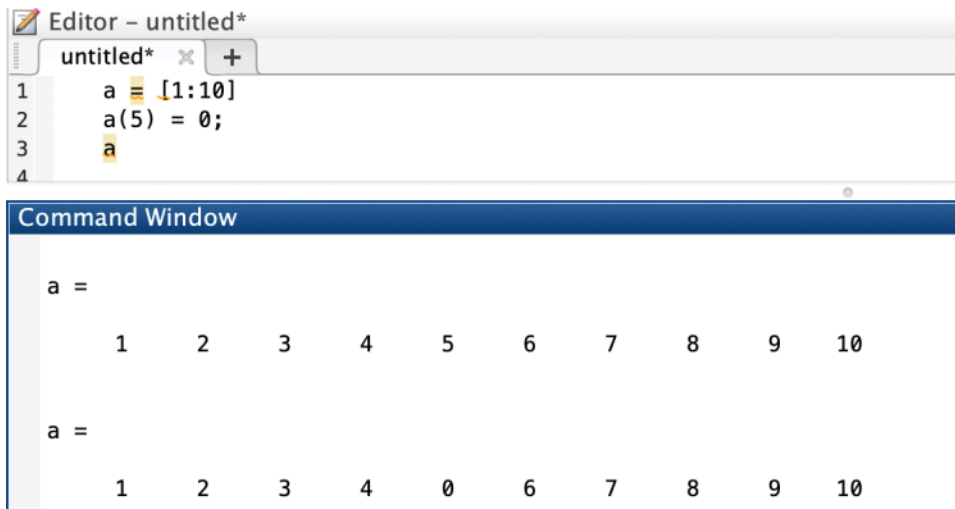 Editor – untitled*
untitled* × +
1 a = [1:10]
2 a(5) = 0;
3 a
4
Command Window
a =
1 2 3 4 5 6 7 8 9 10
a =
1 2 3 4 0 6 7 8 9 10